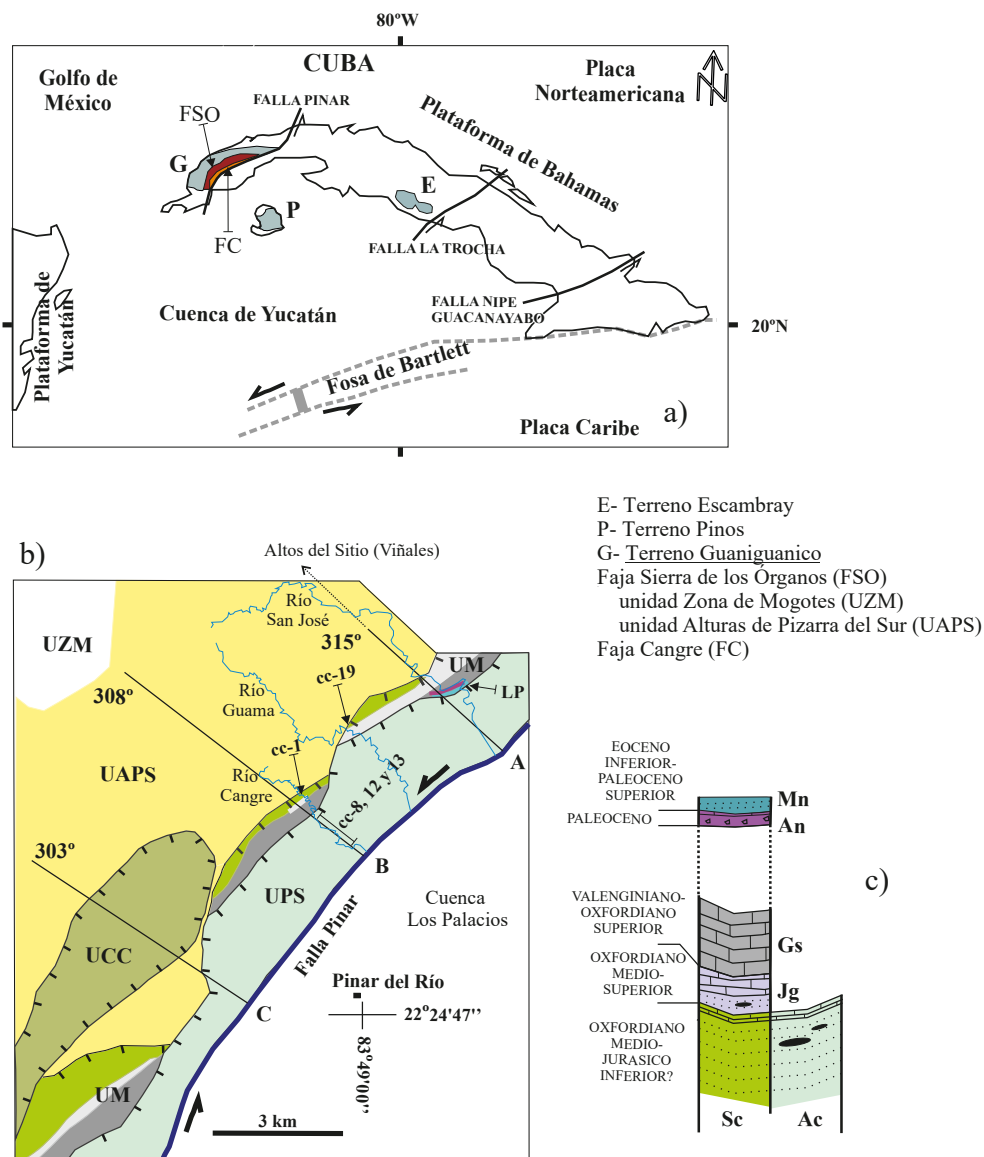 80ºW
CUBA
Golfo de
México
Placa
Norteamericana
N
FALLA PINAR
FSO
Plataforma de Bahamas
G
E
P
FC
FALLA LA TROCHA
FALLA NIPE
GUACANAYABO
Cuenca de Yucatán
20ºN
Plataforma de
Yucatán
Fosa de Bartlett
a)
Placa Caribe
E- Terreno Escambray
P- Terreno Pinos
G- Terreno Guaniguanico
Faja Sierra de los Órganos (FSO)
unidad Zona de Mogotes (UZM)
unidad Alturas de Pizarra del Sur (UAPS)
Faja Cangre (FC)
b)
Altos del Sitio (Viñales)
Río
San José
UZM
315º
UM
cc-19
LP
308º
Río
Guama
cc-1
A
UAPS
Río
Cangre
cc-8, 12 y 13
303º
B
UPS
Cuenca
Los Palacios
UCC
Falla Pinar
Pinar del Río
C
22º24'47''
83º49'00''
UM
3 km
EOCENO
INFERIOR-
PALEOCENO
SUPERIOR
Mn
PALEOCENO
An
c)
VALENGINIANO-
OXFORDIANO
SUPERIOR
Gs
OXFORDIANO
MEDIO-
SUPERIOR
Jg
OXFORDIANO
MEDIO-
JURASICO
INFERIOR?
Sc
Ac